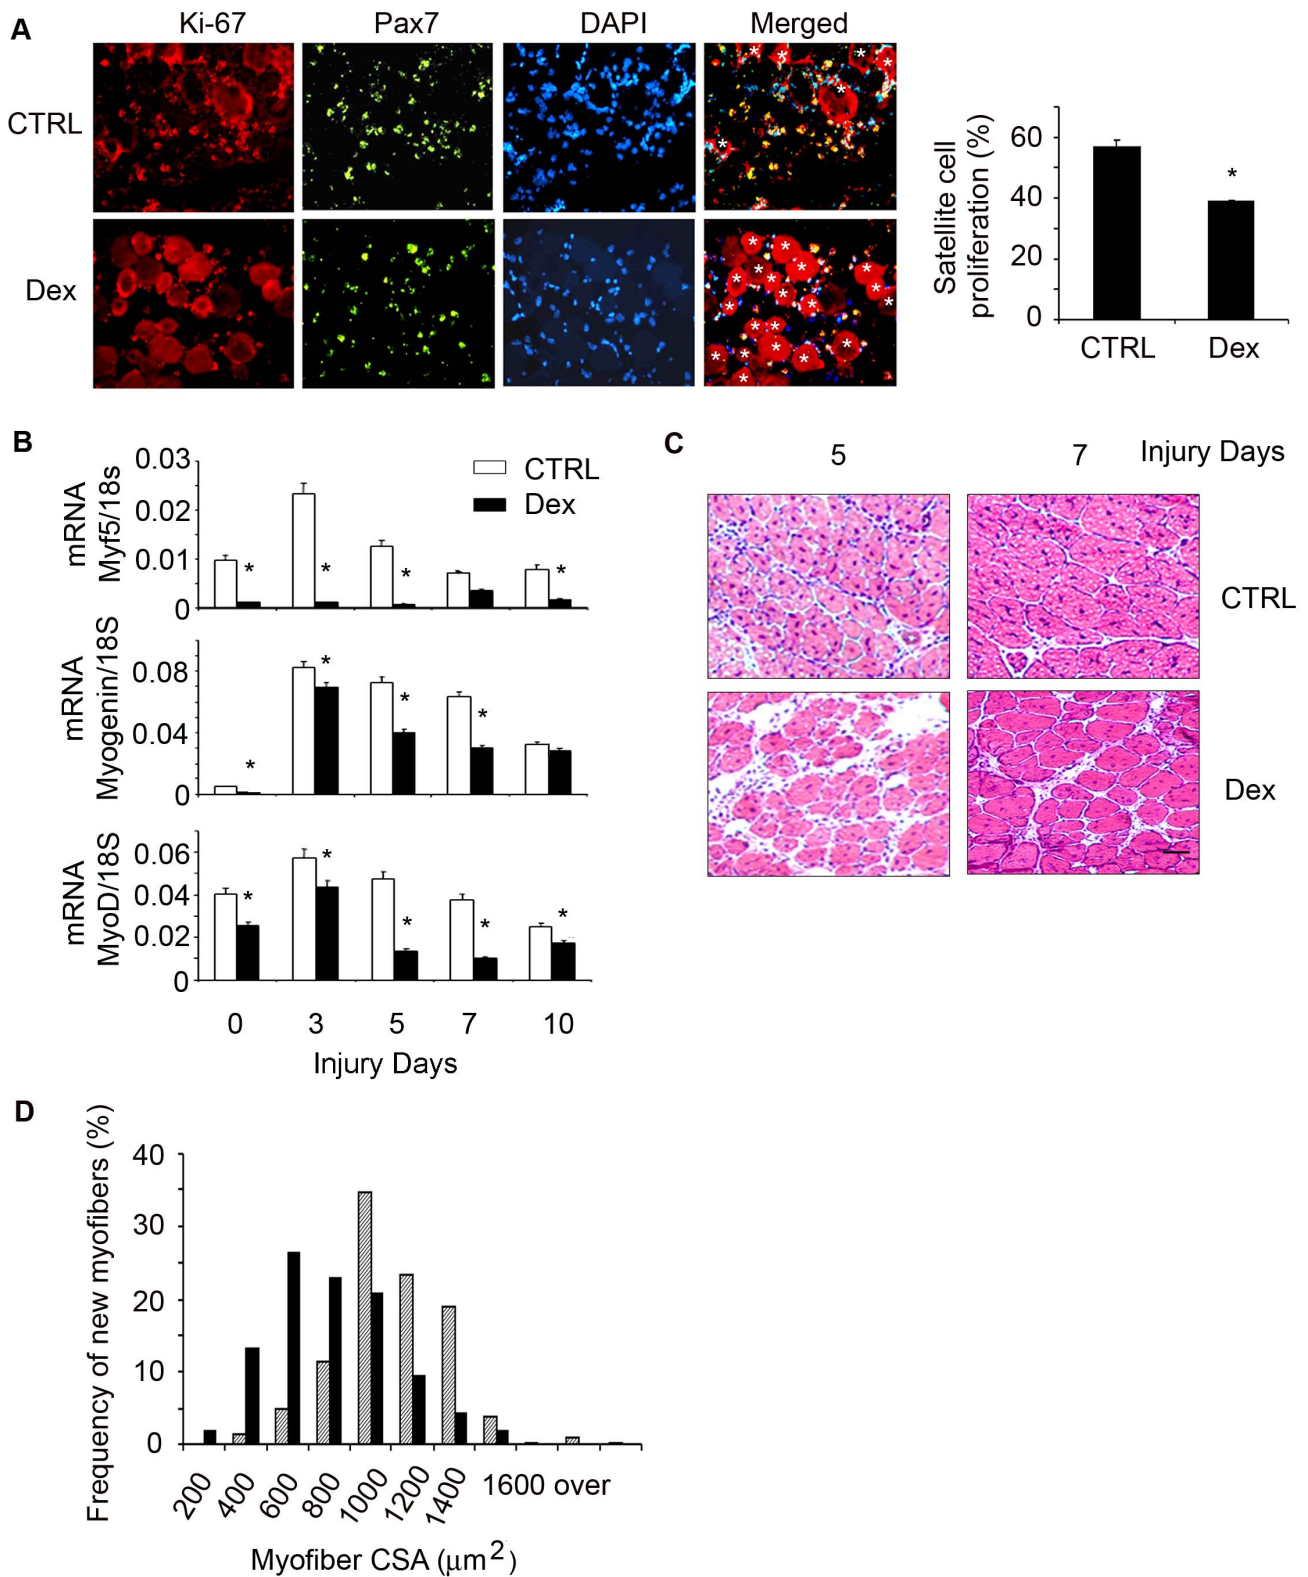 A
Ki-67
Pax7
DAPI
Merged
CTRL
Dex
* * * * * *
* * * * * * * * * * * * * * * * * * * *
Satellite cell
proliferation (%)
60
40
20
0
*
CTRL
Dex
B
mRNA
Myf5/18s
0.03
0.02
0.01
0
CTRL
Dex
* * * *
mRNA
Myogenin/18S
0.08
0.04
0
* * * *
mRNA
MyoD/18S
0.06
0.04
0.02
0
* * * * *
0 3 5 7 10
Injury Days
C
5 7 Injury Days
CTRL
Dex
D
Frequency of new myofibers (%)
40
30
20
10
0
200 400 600 800 1000 1200 1400 1600 over
Myofiber CSA (μm²)